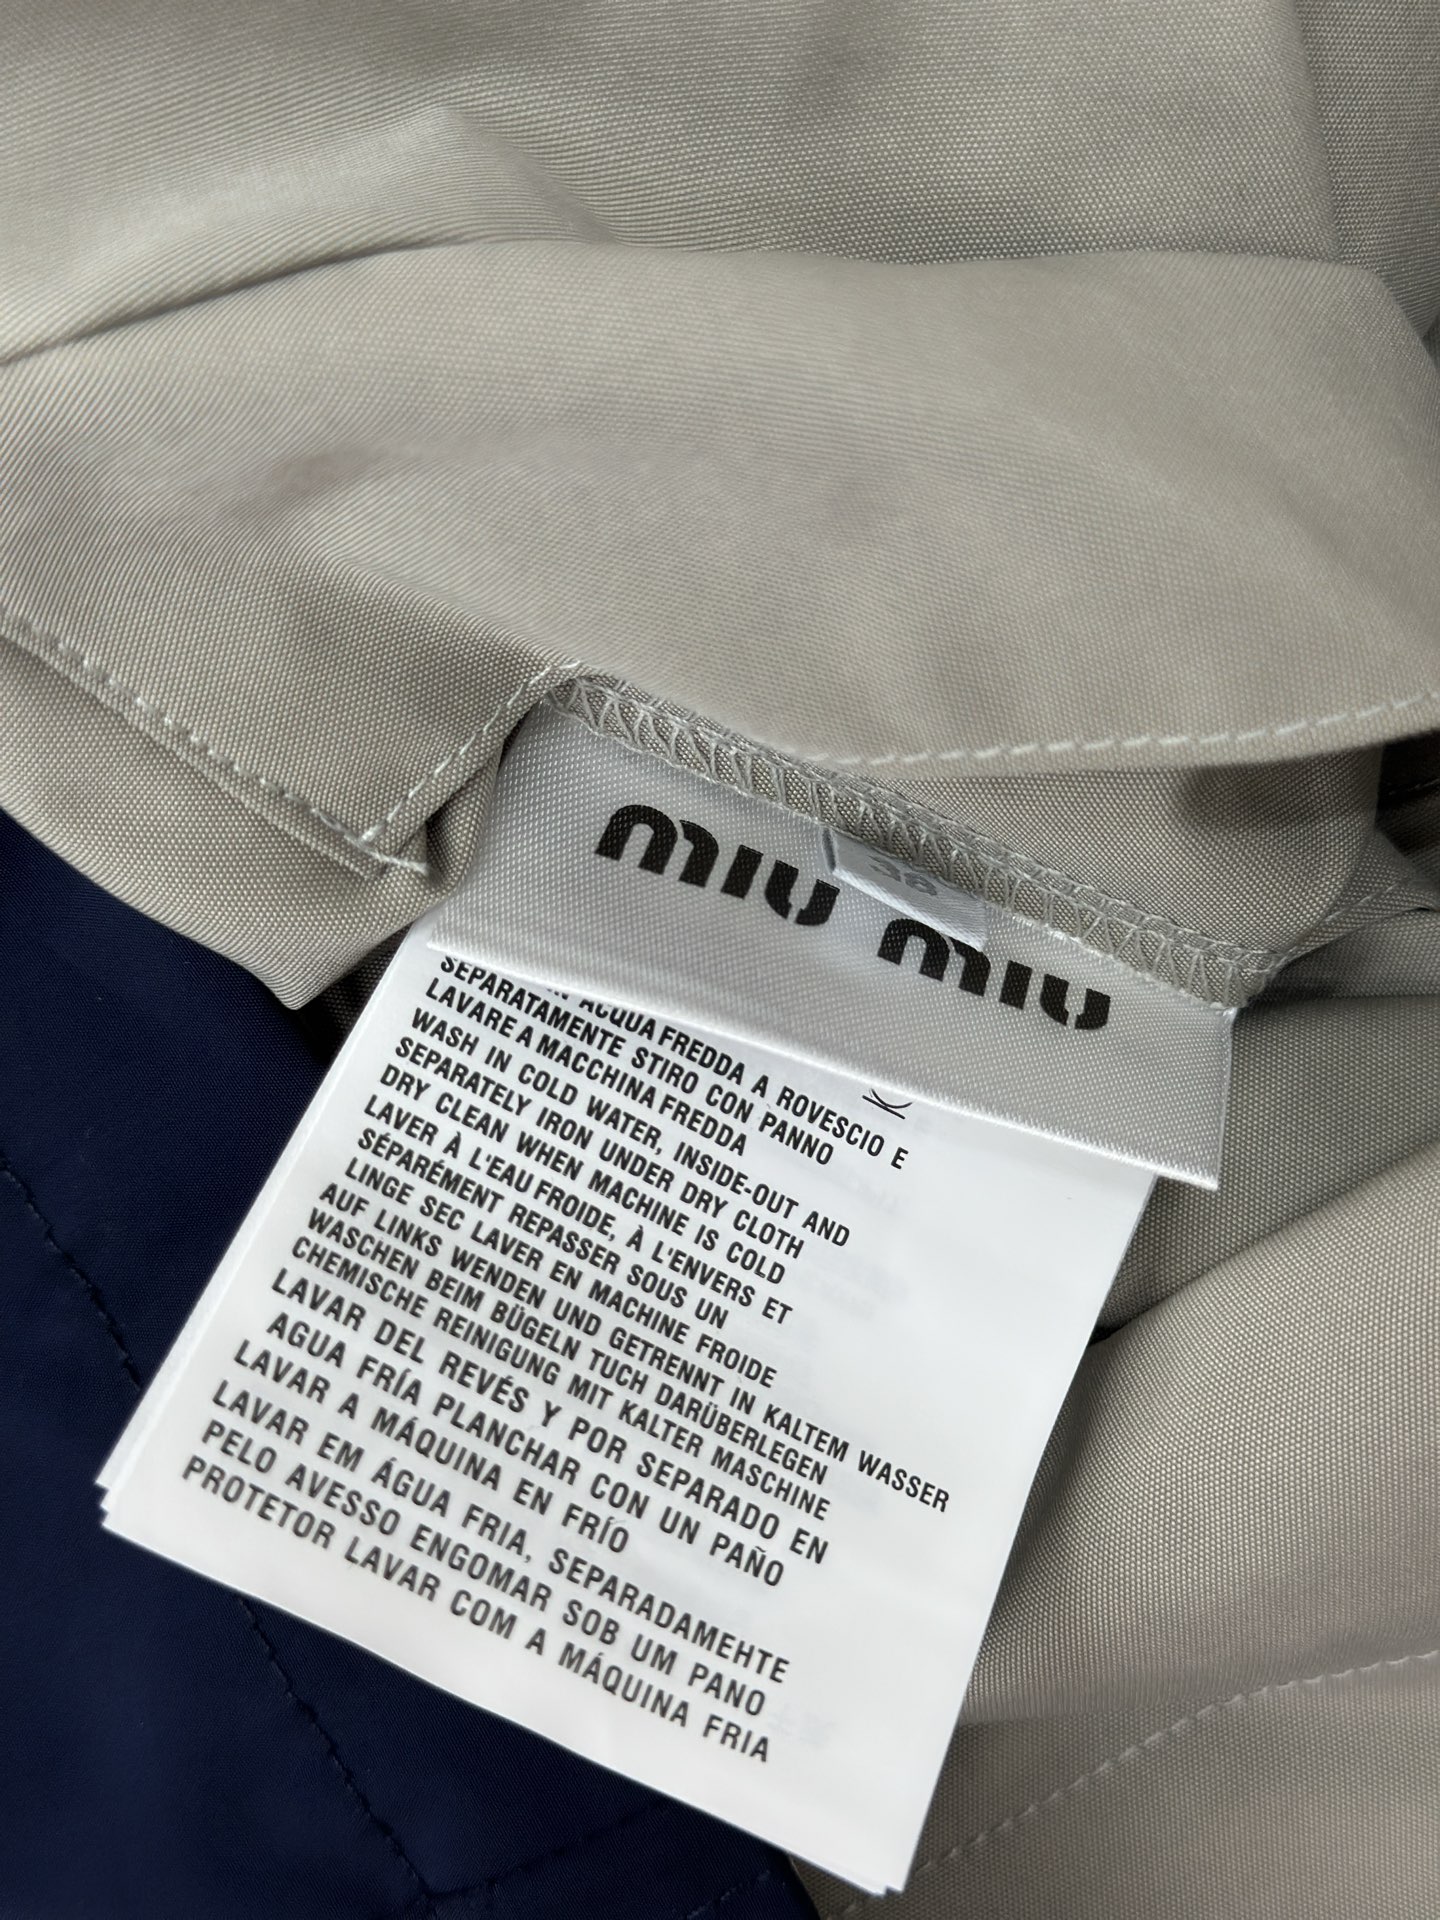 miu miu
38
ACQUA FREDDA A ROVESCIO E
SEPARATAMENTE STIRO CON PANNO
LAVARE A MACCHINA FREDDA
WASH IN COLD WATER, INSIDE-OUT AND
SEPARATELY IRON UNDER DRY CLOTH
DRY CLEAN WHEN MACHINE IS COLD
LAVER À L'EAU FROIDE, À L'ENVERS ET
SÉPARÉMENT REPASSER SOUS UN
LINGE SEC LAVER EN MACHINE FROIDE
AUF LINKS WENDEN UND GETRENNT IN KALTEM WASSER
WASCHEN BEIM BÜGELN TUCH DARÜBERLEGEN
CHEMISCHE REINIGUNG MIT KALTER MASCHINE
LAVAR DEL REVÉS Y POR SEPARADO EN
AGUA FRÍA PLANCHAR CON UN PAÑO
LAVAR A MÁQUINA EN FRÍO
LAVAR EM ÁGUA FRIA, SEPARADAMEHTE
PELO AVESSO ENGOMAR SOB UM PANO
PROTETOR LAVAR COM A MÁQUINA FRIA